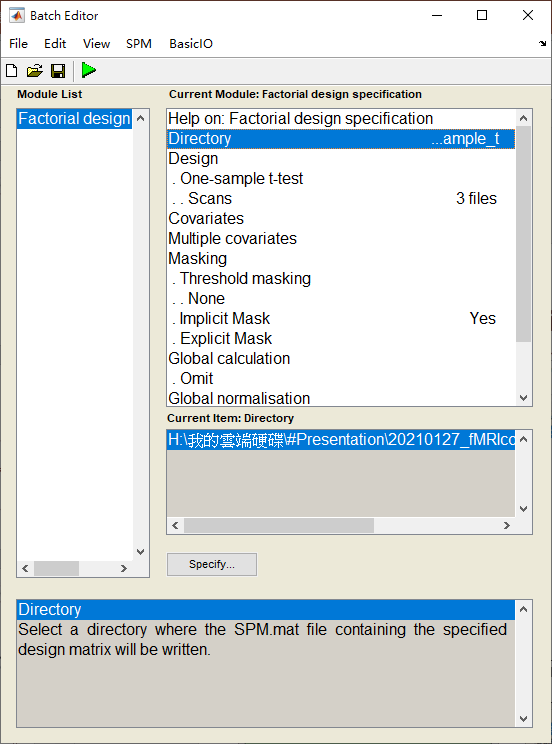 Batch Editor
File Edit View SPM BasicIO
Module List
Factorial design
Current Module: Factorial design specification
Help on: Factorial design specification
Directory ...ample_t
Design
. One-sample t-test
. . Scans 3 files
Covariates
Multiple covariates
Masking
. Threshold masking
. . None
. Implicit Mask Yes
. Explicit Mask
Global calculation
. Omit
Global normalisation
Current Item: Directory
H:\我的雲端硬碟\#Presentation\20210127_fMRIco
Specify...
Directory
Select a directory where the SPM.mat file containing the specified
design matrix will be written.